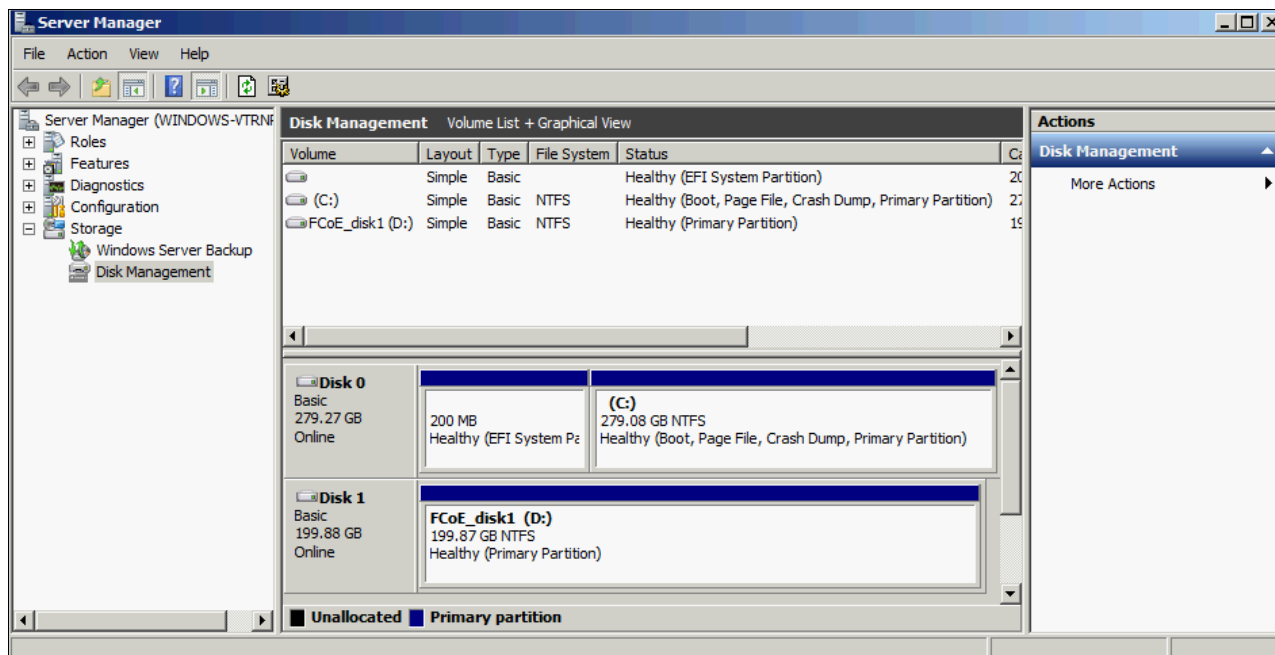 Server Manager
File Action View Help
Server Manager (WINDOWS-VTRN
Roles
Features
Diagnostics
Configuration
Storage
Windows Server Backup
Disk Management
Disk Management Volume List + Graphical View
Volume Layout Type File System Status Ca
Simple Basic Healthy (EFI System Partition) 20
(C:) Simple Basic NTFS Healthy (Boot, Page File, Crash Dump, Primary Partition) 27
FCoE_disk1 (D:) Simple Basic NTFS Healthy (Primary Partition) 19
Disk 0
Basic
279.27 GB
Online
200 MB
Healthy (EFI System Pa
(C:)
279.08 GB NTFS
Healthy (Boot, Page File, Crash Dump, Primary Partition)
Disk 1
Basic
199.88 GB
Online
FCoE_disk1 (D:)
199.87 GB NTFS
Healthy (Primary Partition)
Unallocated Primary partition
Actions
Disk Management
More Actions